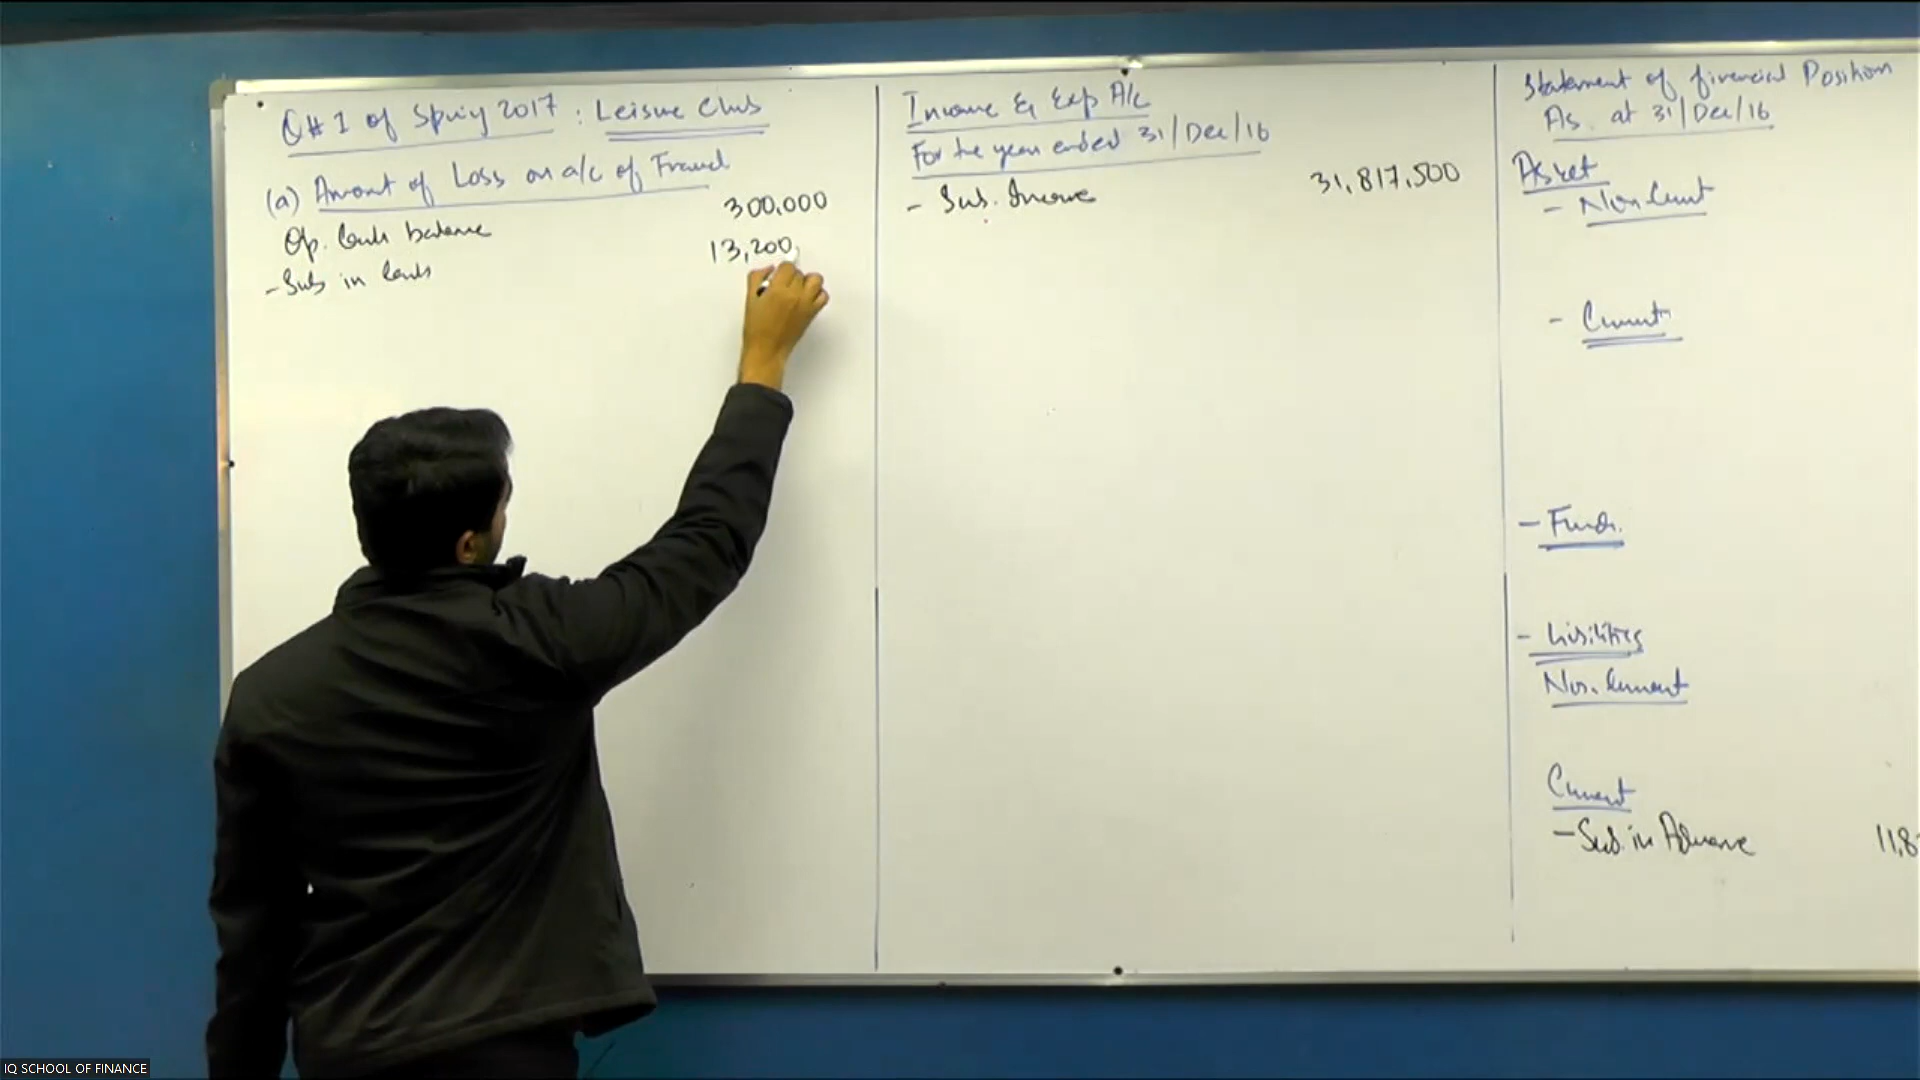 Q#1 of Spring 2017 : Leisure Club
(a) Amount of Loss on a/c of Fraud
Op. Cash balance 300,000
- Sub in Cash 13,200,
Income & Exp A/c
For the year ended 31/Dec/16
- Sub. Income 31,817,500
Statement of financial Position
As at 31/Dec/16
Asset
- Non Current
- Current
- Funds.
- Liabilities
Non. Current
Current
- Sub. in Advance 11,8
IQ SCHOOL OF FINANCE